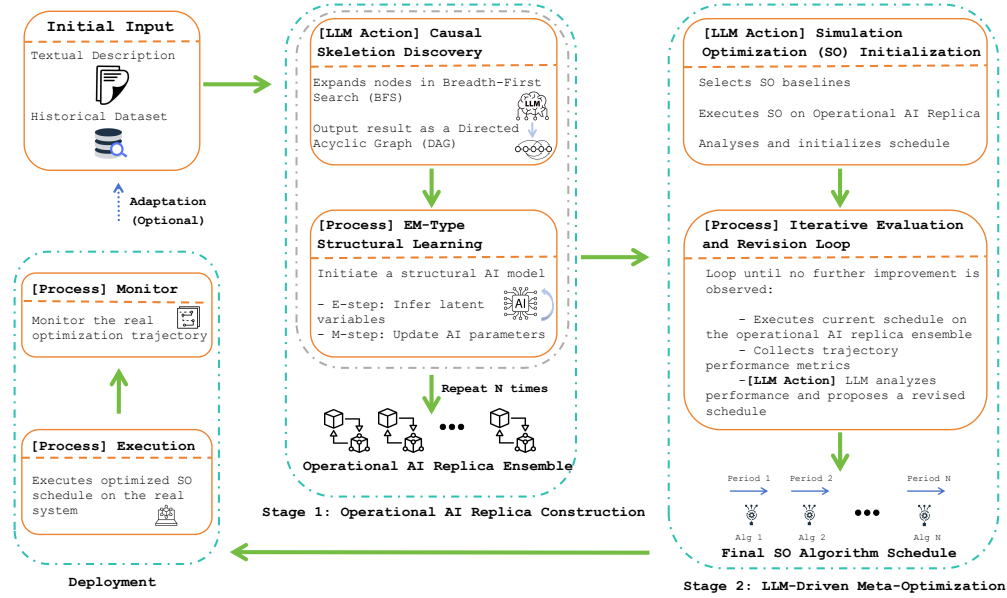 Initial Input
Textual Description
Historical Dataset
Adaptation
(Optional)
[Process] Monitor
Monitor the real
optimization trajectory
[Process] Execution
Executes optimized SO
schedule on the real
system
Deployment
[LLM Action] Causal
Skeletion Discovery
Expands nodes in Breadth-First
Search (BFS)
LLM
Output result as a Directed
Acyclic Graph (DAG)
[Process] EM-Type
Structural Learning
Initiate a structural AI model
- E-step: Infer latent
variables
AI
- M-step: Update AI parameters
Repeat N times
Operational AI Replica Ensemble
Stage 1: Operational AI Replica Construction
[LLM Action] Simulation
Optimization (SO) Initialization
Selects SO baselines
Executes SO on Operational AI Replica
Analyses and initializes schedule
[Process] Iterative Evaluation
and Revision Loop
Loop until no further improvement is
observed:
- Executes current schedule on
the operational AI replica ensemble
- Collects trajectory
performance metrics
-[LLM Action] LLM analyzes
performance and proposes a revised
schedule
Period 1 Period 2 Period N
Alg 1 Alg 2 Alg N
Final SO Algorithm Schedule
Stage 2: LLM-Driven Meta-Optimization